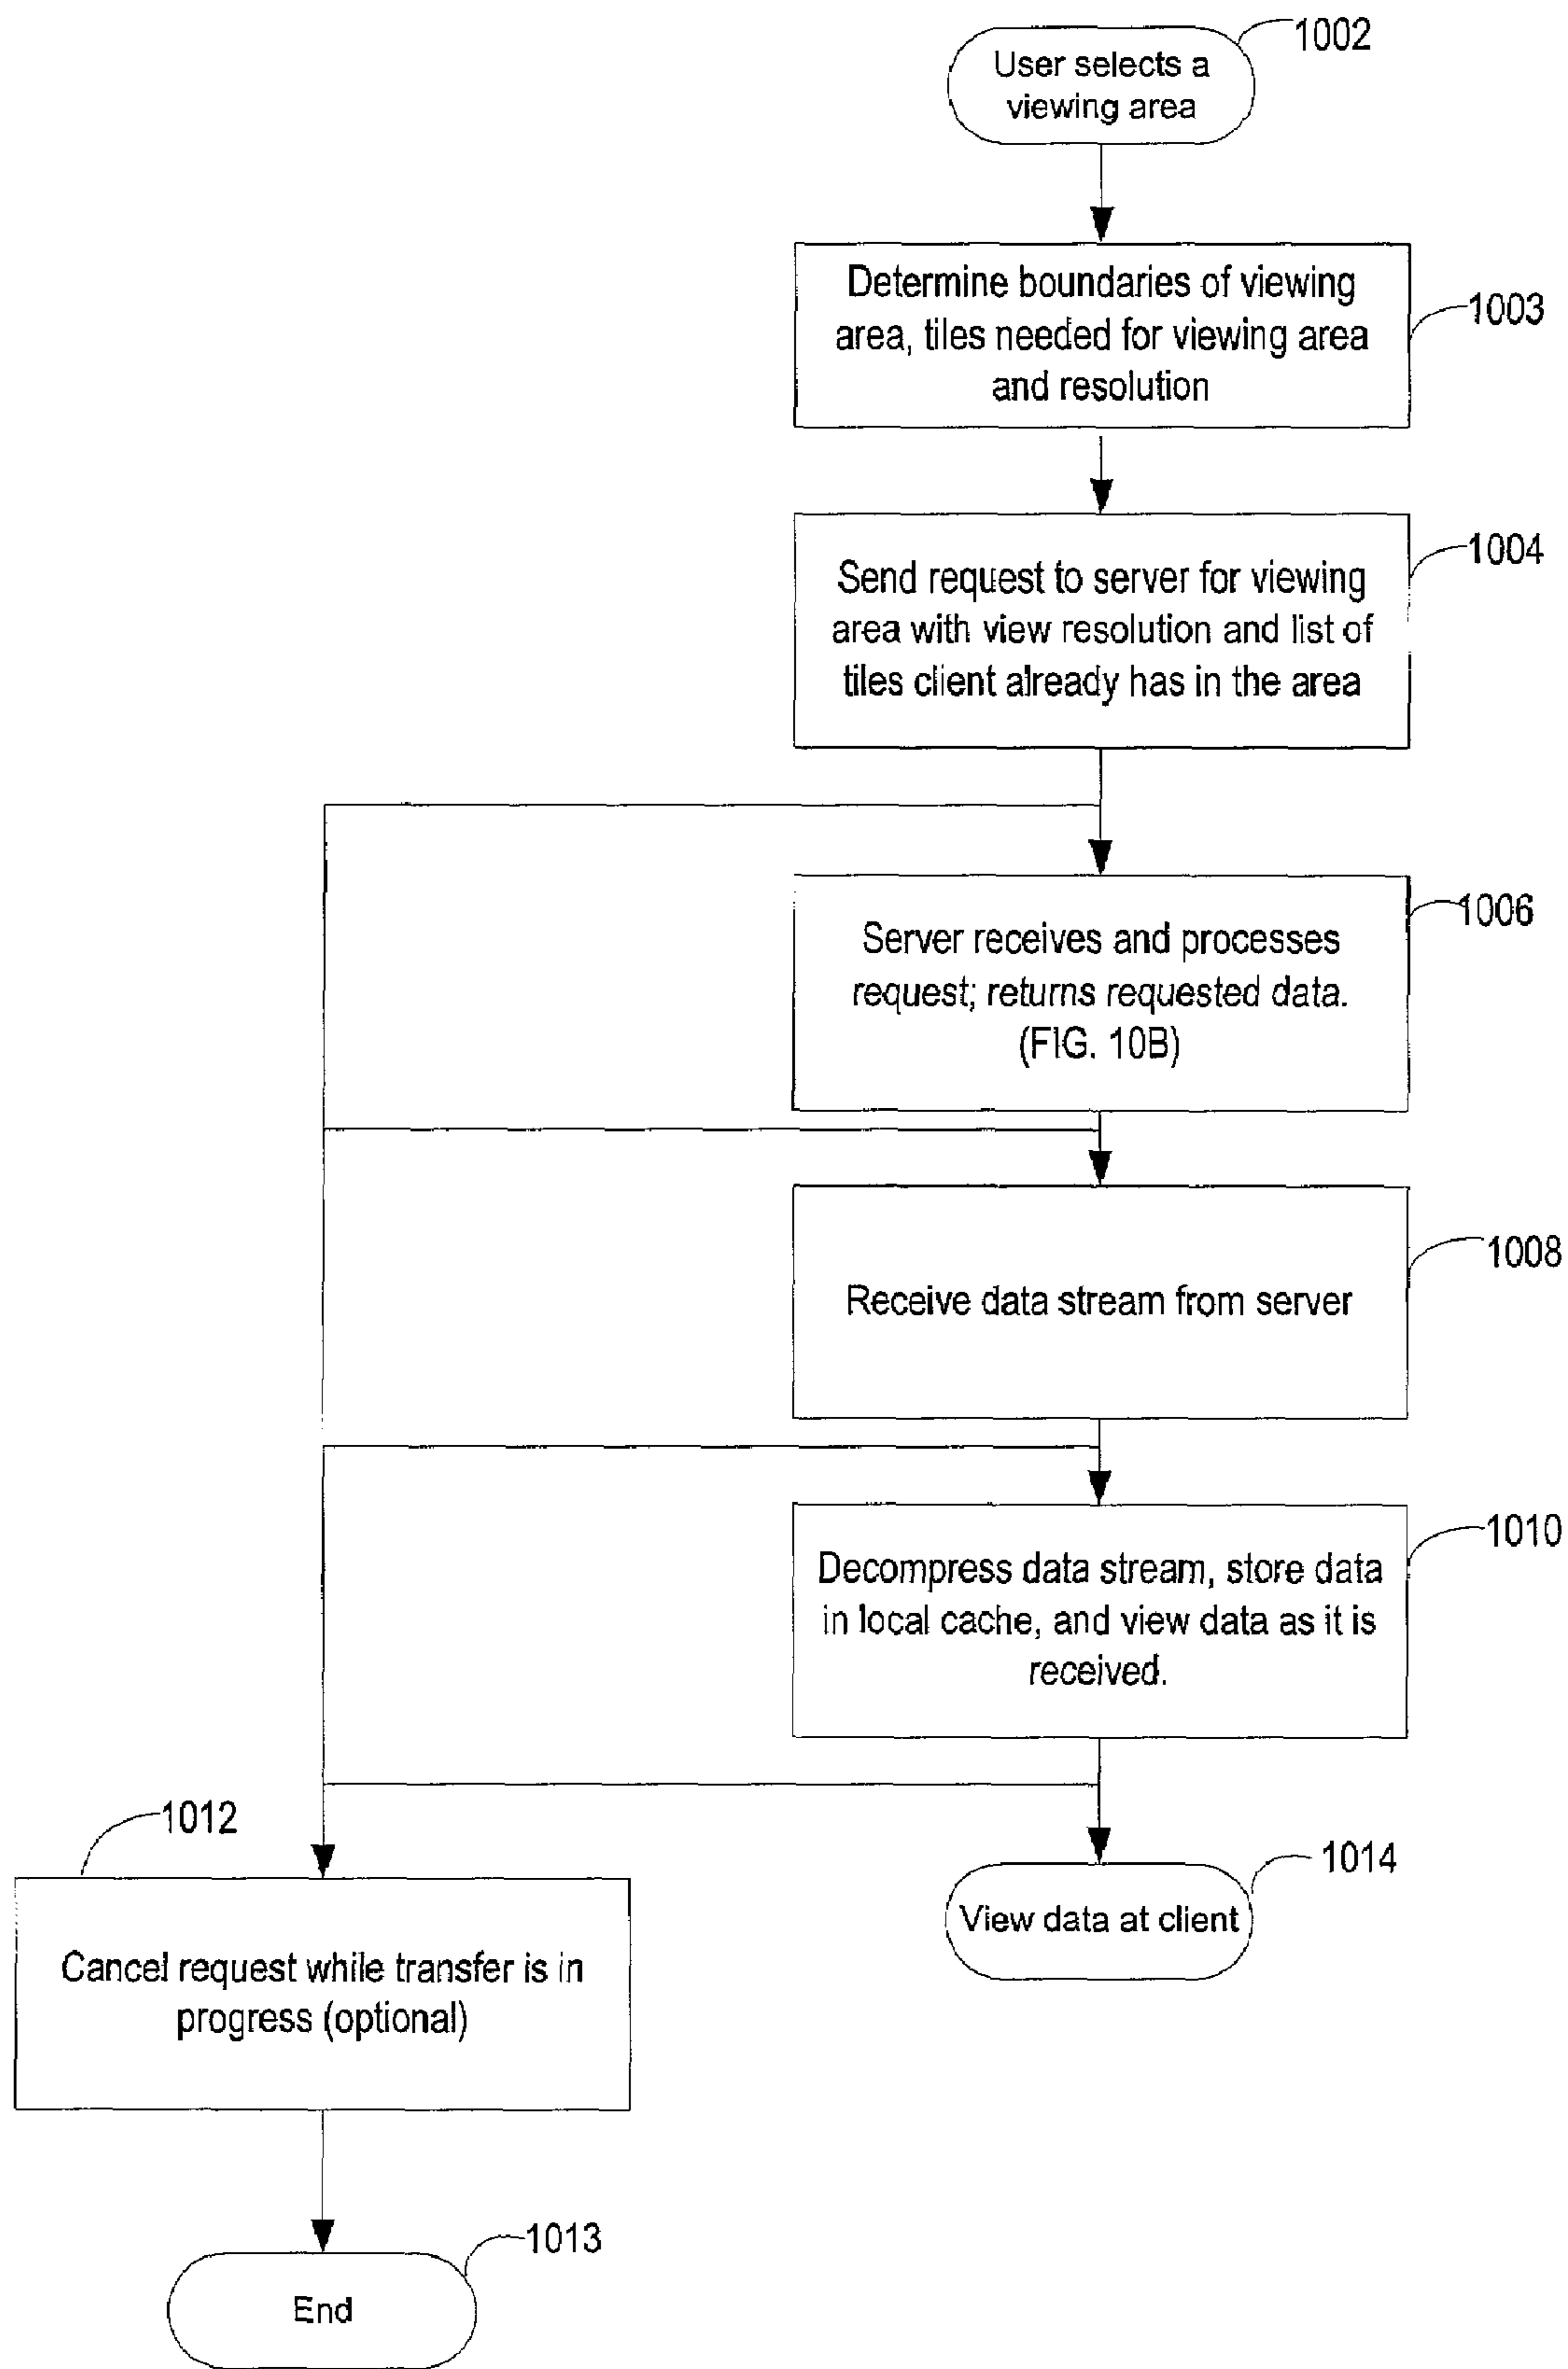 1002
User selects a
viewing area
Determine boundaries of viewing
area, tiles needed for viewing area
and resolution
1003
Send request to server for viewing
area with view resolution and list of
tiles client already has in the area
1004
Server receives and processes
request; returns requested data.
(FIG. 10B)
1006
Receive data stream from server
1008
Decompress data stream, store data
in local cache, and view data as it is
received.
1010
1012
Cancel request while transfer is in
progress (optional)
1014
View data at client
1013
End